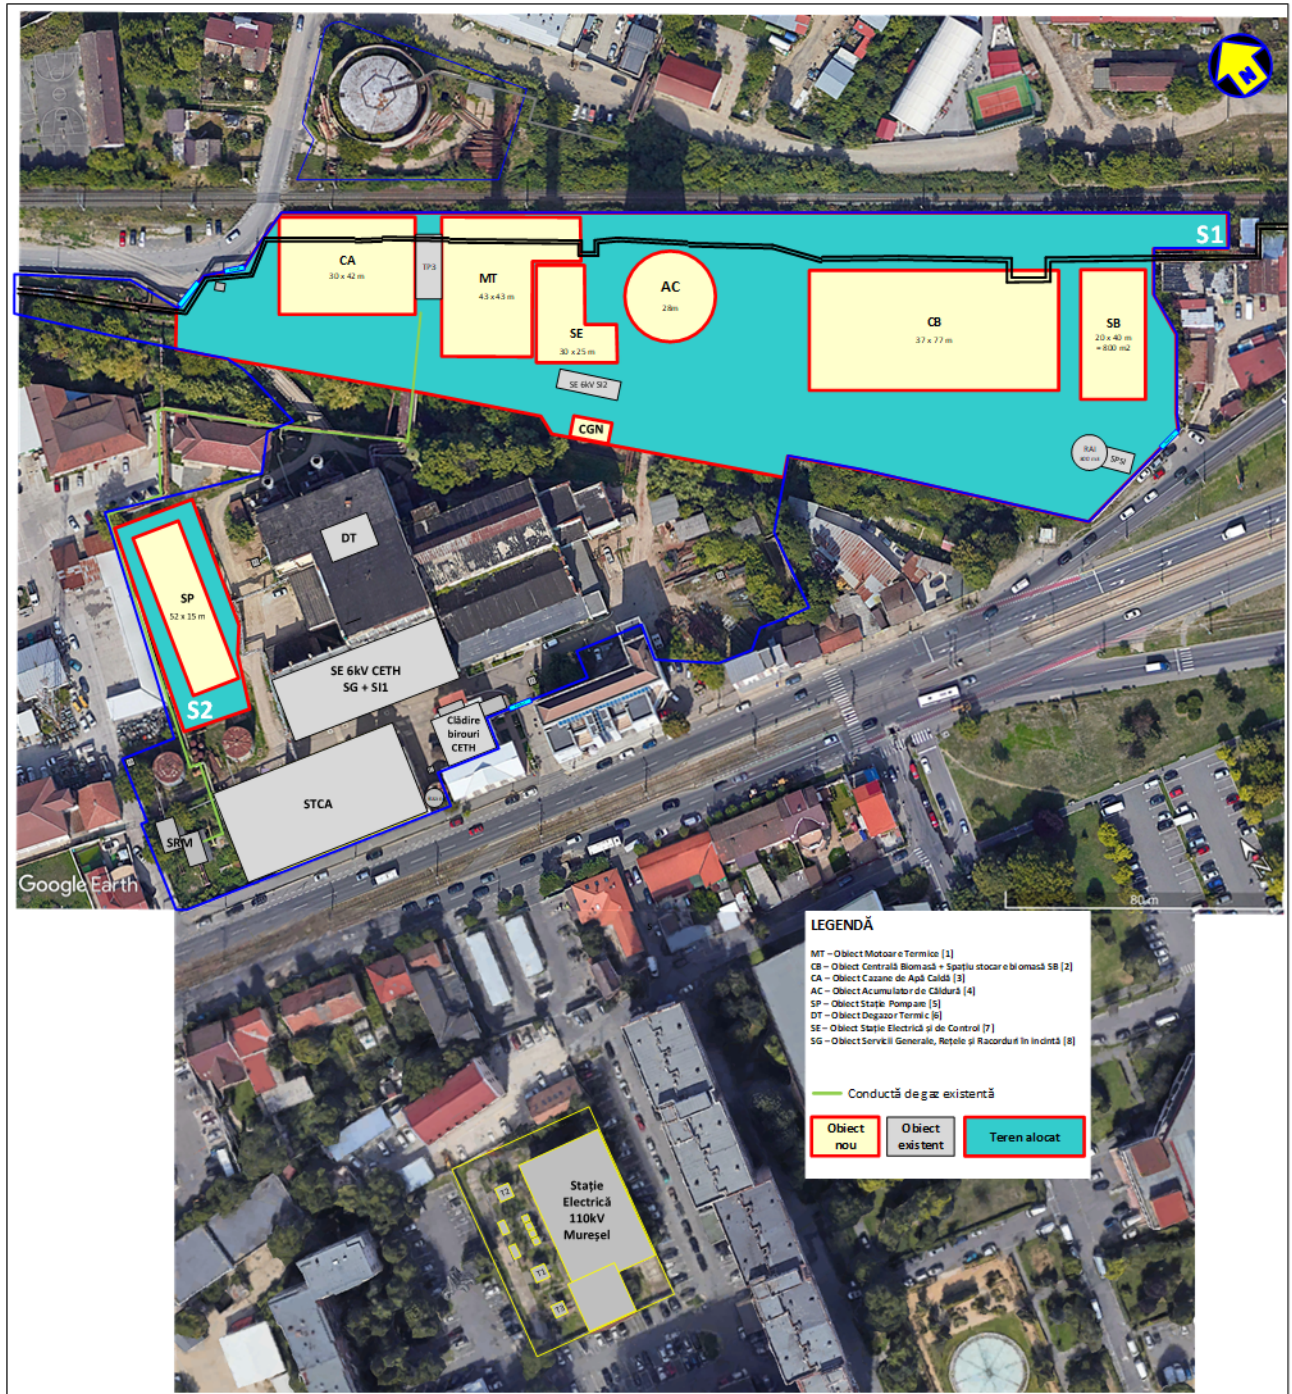 N
S1
CA
30 x 42 m
TP3
MT
43 x 43 m
SE
30 x 25 m
AC
28m
CB
37 x 77 m
SB
20 x 40 m
= 800 m2
SE 6kV SI2
CGN
RAI
SPSI
DT
SP
52 x 15 m
S2
SE 6kV CETH
SG + SI1
Clădire
birouri
CETH
STCA
SRM
Google Earth
80 m
LEGENDĂ
MT – Obiect Motoare Termice [1]
CB – Obiect Centrală Biomasă + Spațiu stocare biomasă SB [2]
CA – Obiect Cazane de Apă Caldă [3]
AC – Obiect Acumulator de Căldură [4]
SP – Obiect Stație Pompare [5]
DT – Obiect Degazor Termic [6]
SE – Obiect Stație Electrică și de Control [7]
SG – Obiect Servicii Generale, Rețele și Racorduri în incintă [8]
Conductă de gaz existentă
Obiect
nou
Obiect
existent
Teren alocat
Stație
Electrică
110kV
Mureșel
T2
T1